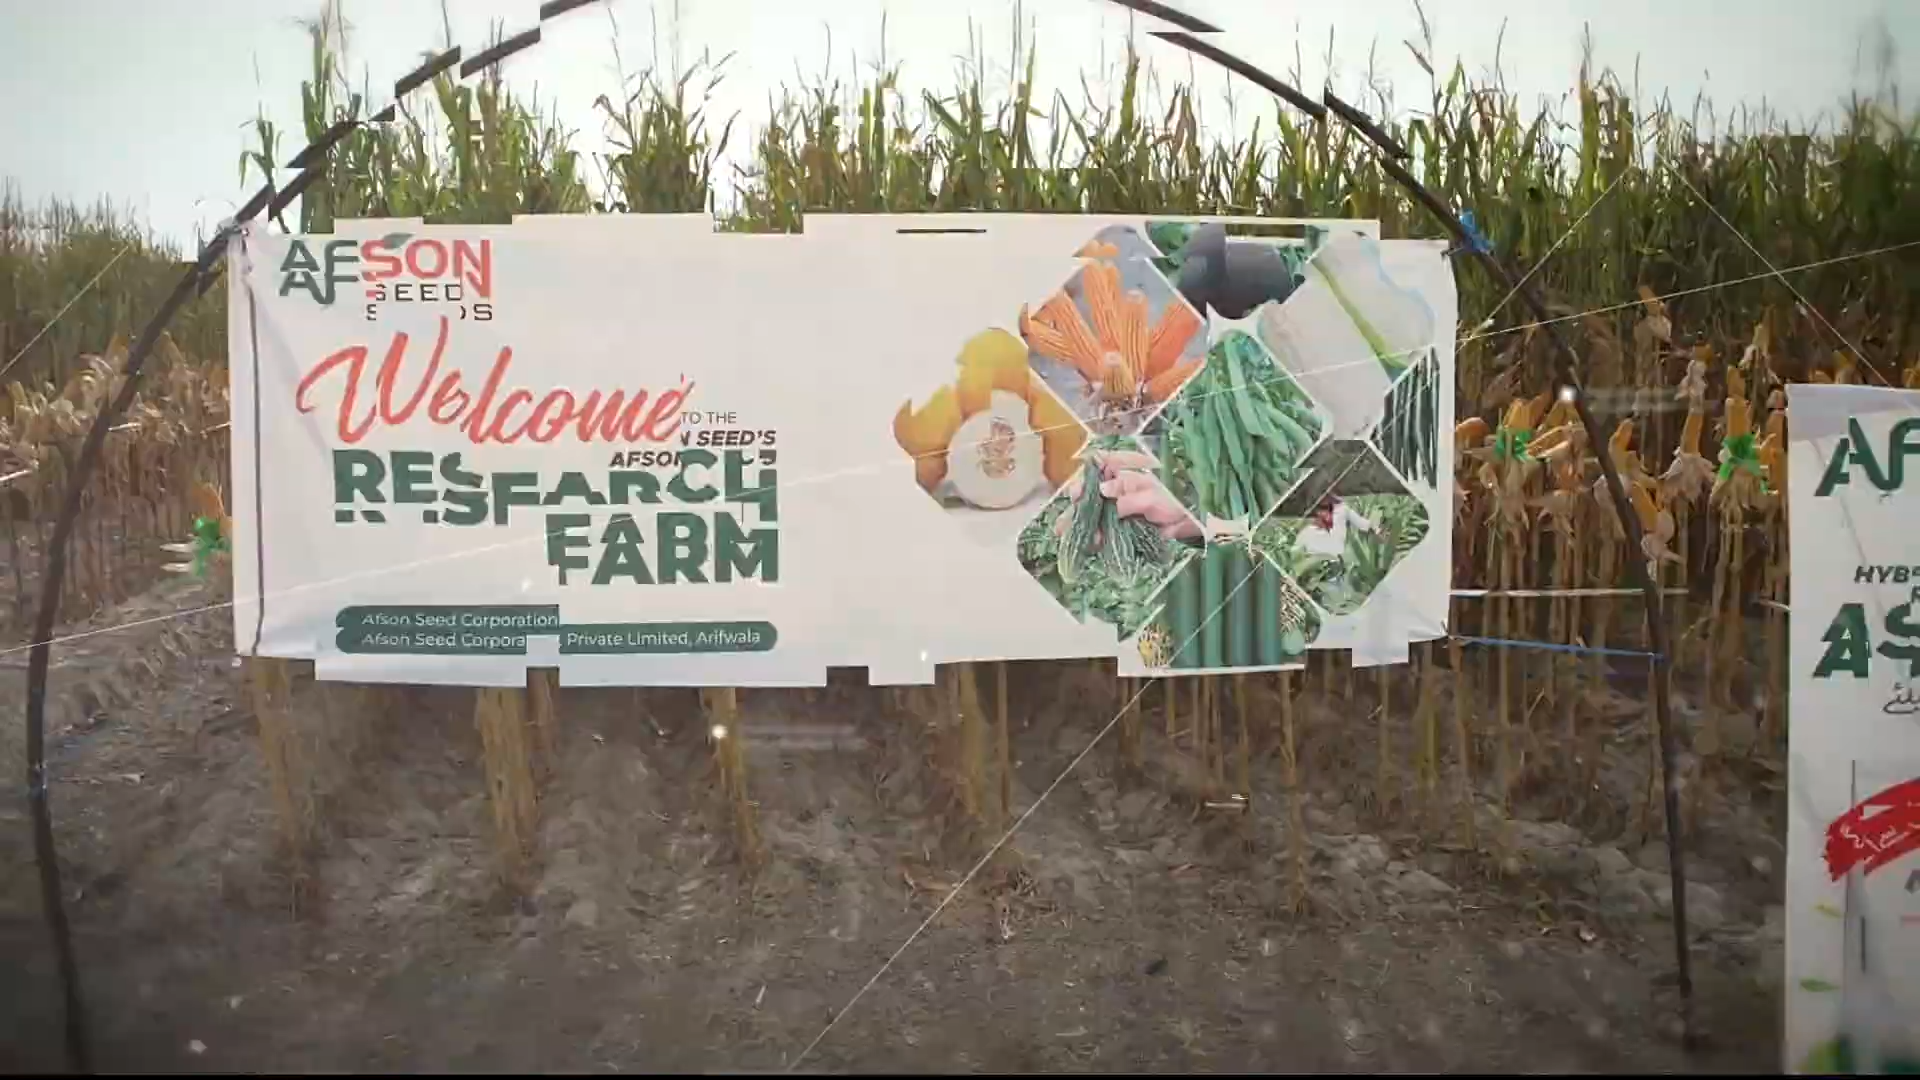 AFSON
SEEDS
Welcome
TO THE
AFSON SEED'S
RESEARCH
FARM
Afson Seed Corporation Private Limited, Arifwala
AF
HYB
AS